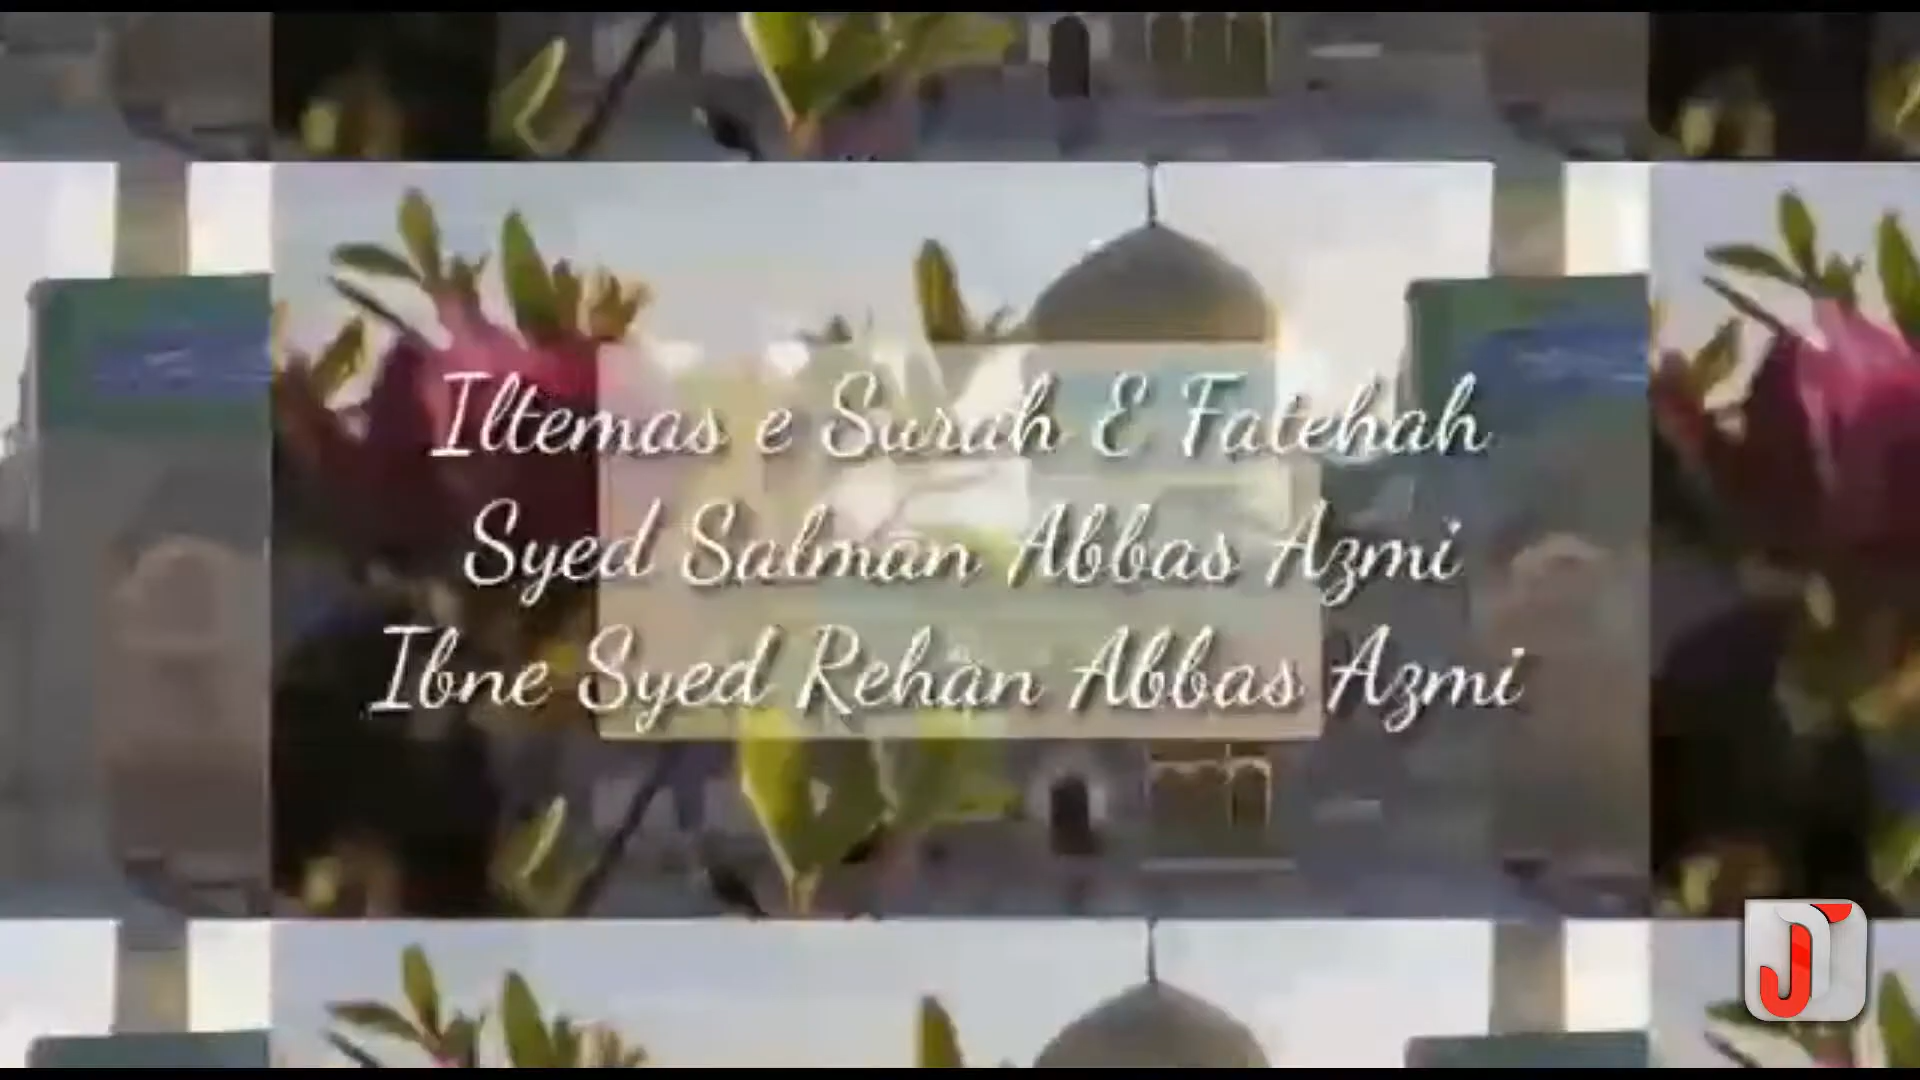 Iltemas e Surah E Fatehah
Syed Salman Abbas Azmi
Ibne Syed Rehan Abbas Azmi